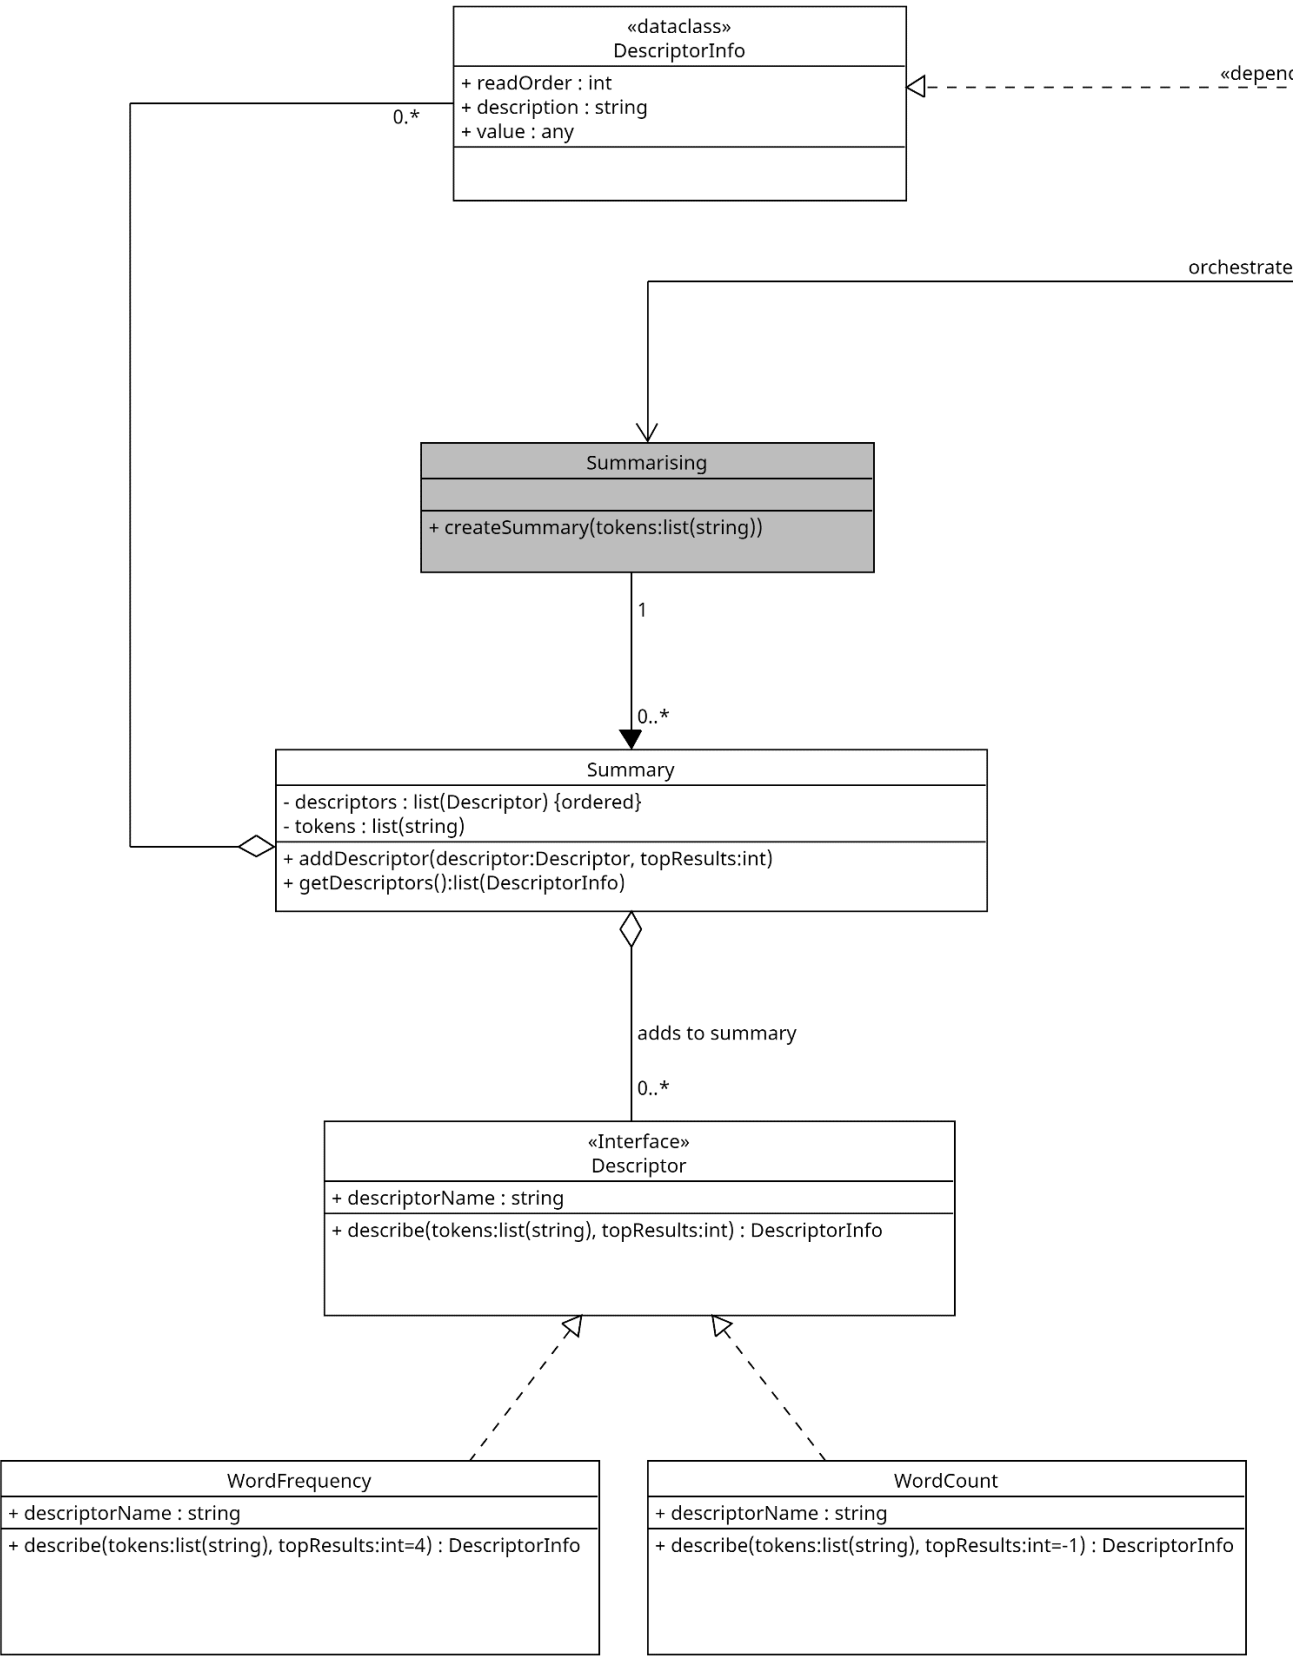 «dataclass»
DescriptorInfo
+ readOrder : int
+ description : string
+ value : any
«depend
0.*
orchestrate
Summarising
+ createSummary(tokens:list(string))
1
0..*
Summary
- descriptors : list(Descriptor) {ordered}
- tokens : list(string)
+ addDescriptor(descriptor:Descriptor, topResults:int)
+ getDescriptors():list(DescriptorInfo)
adds to summary
0..*
«Interface»
Descriptor
+ descriptorName : string
+ describe(tokens:list(string), topResults:int) : DescriptorInfo
WordFrequency
+ descriptorName : string
+ describe(tokens:list(string), topResults:int=4) : DescriptorInfo
WordCount
+ descriptorName : string
+ describe(tokens:list(string), topResults:int=-1) : DescriptorInfo